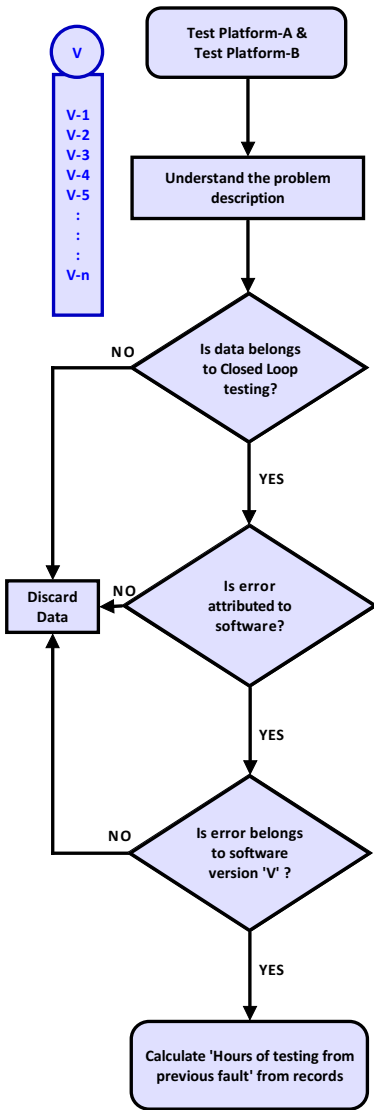 V
V-1
V-2
V-3
V-4
V-5
:
:
:
V-n
Test Platform-A &
Test Platform-B
Understand the problem
description
Is data belongs
to Closed Loop
testing?
NO
YES
Is error
attributed to
software?
NO
Discard
Data
YES
Is error belongs
to software
version 'V' ?
NO
YES
Calculate 'Hours of testing from
previous fault' from records